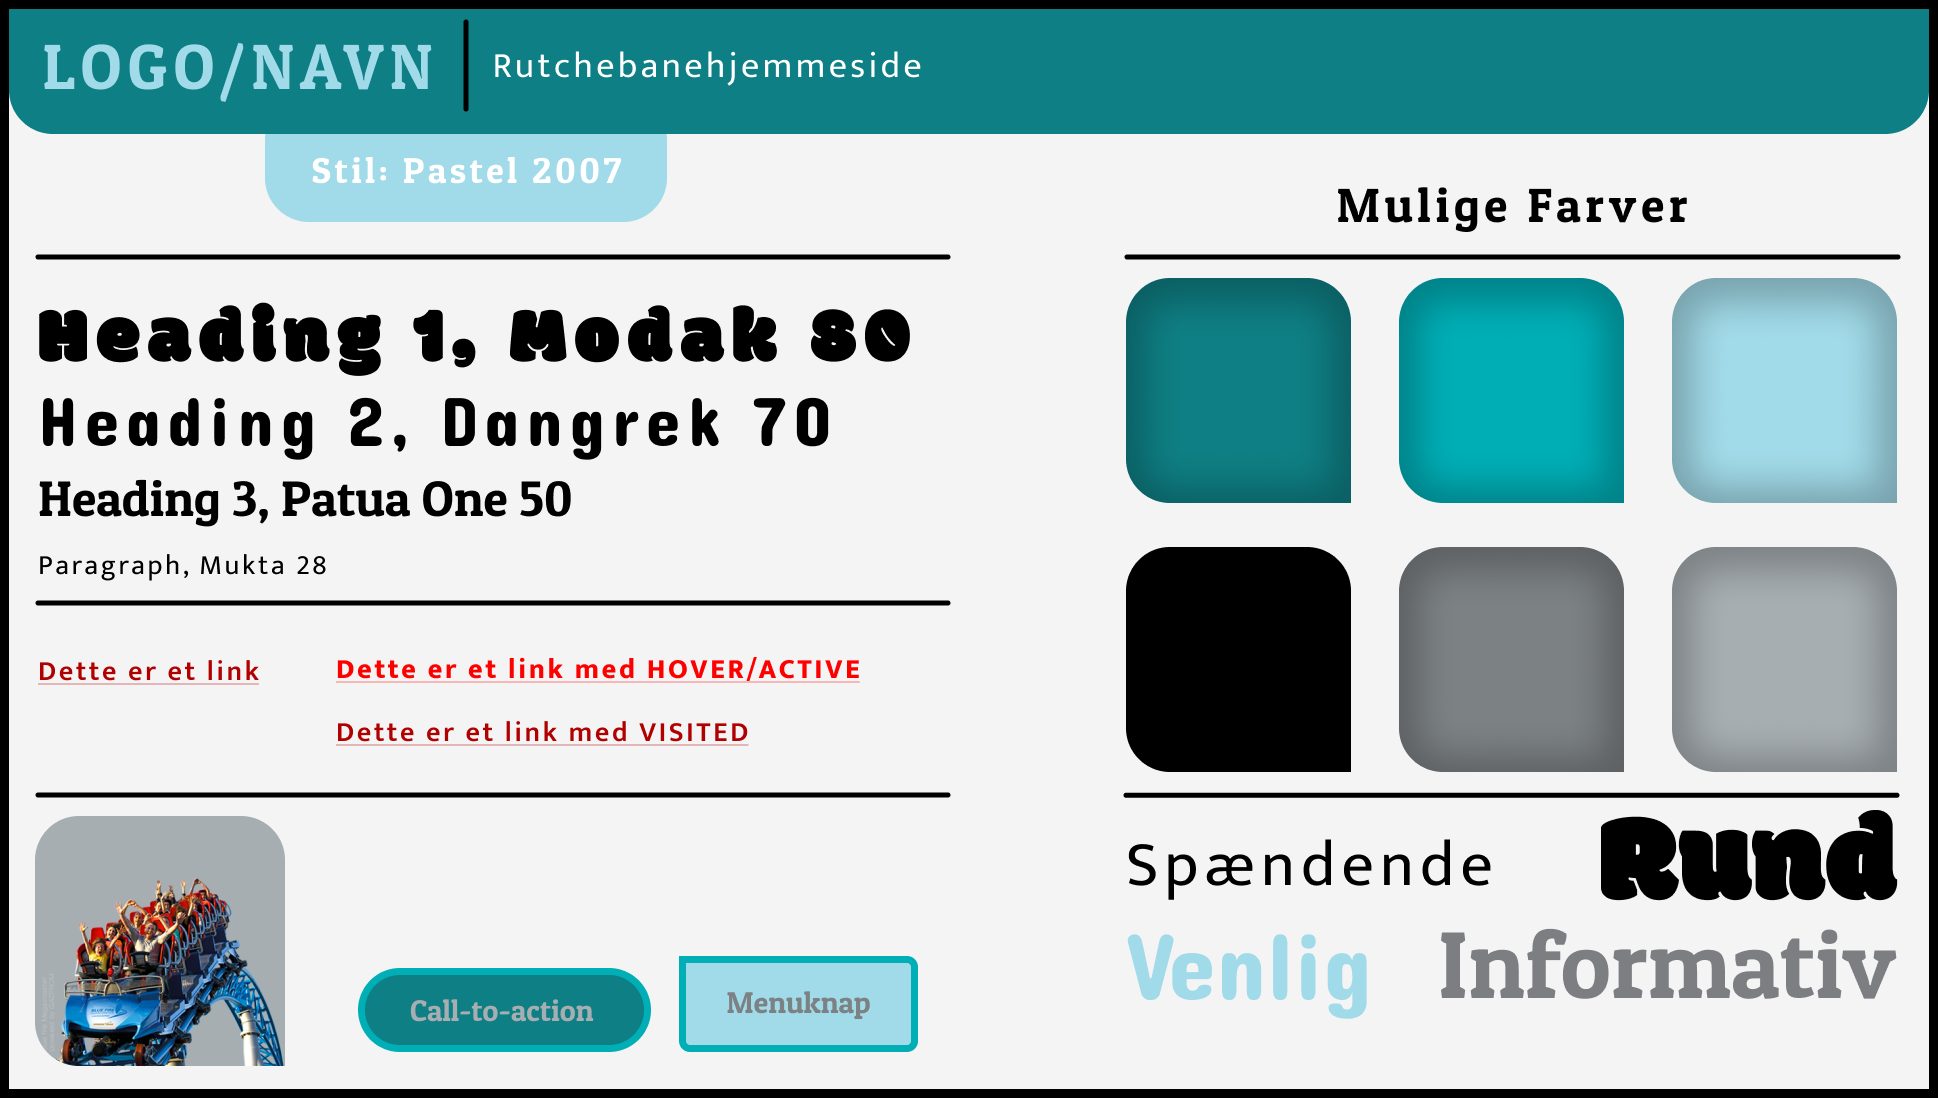 LOGO/NAVN
Rutchebanehjemmeside
Stil: Pastel 2007
Heading 1, Modak 80
Heading 2, Dangrek 70
Heading 3, Patua One 50
Paragraph, Mukta 28
Dette er et link
Dette er et link med HOVER/ACTIVE
Dette er et link med VISITED
Call-to-action
Menuknap
Mulige Farver
Spændende
Rund
Venlig
Informativ